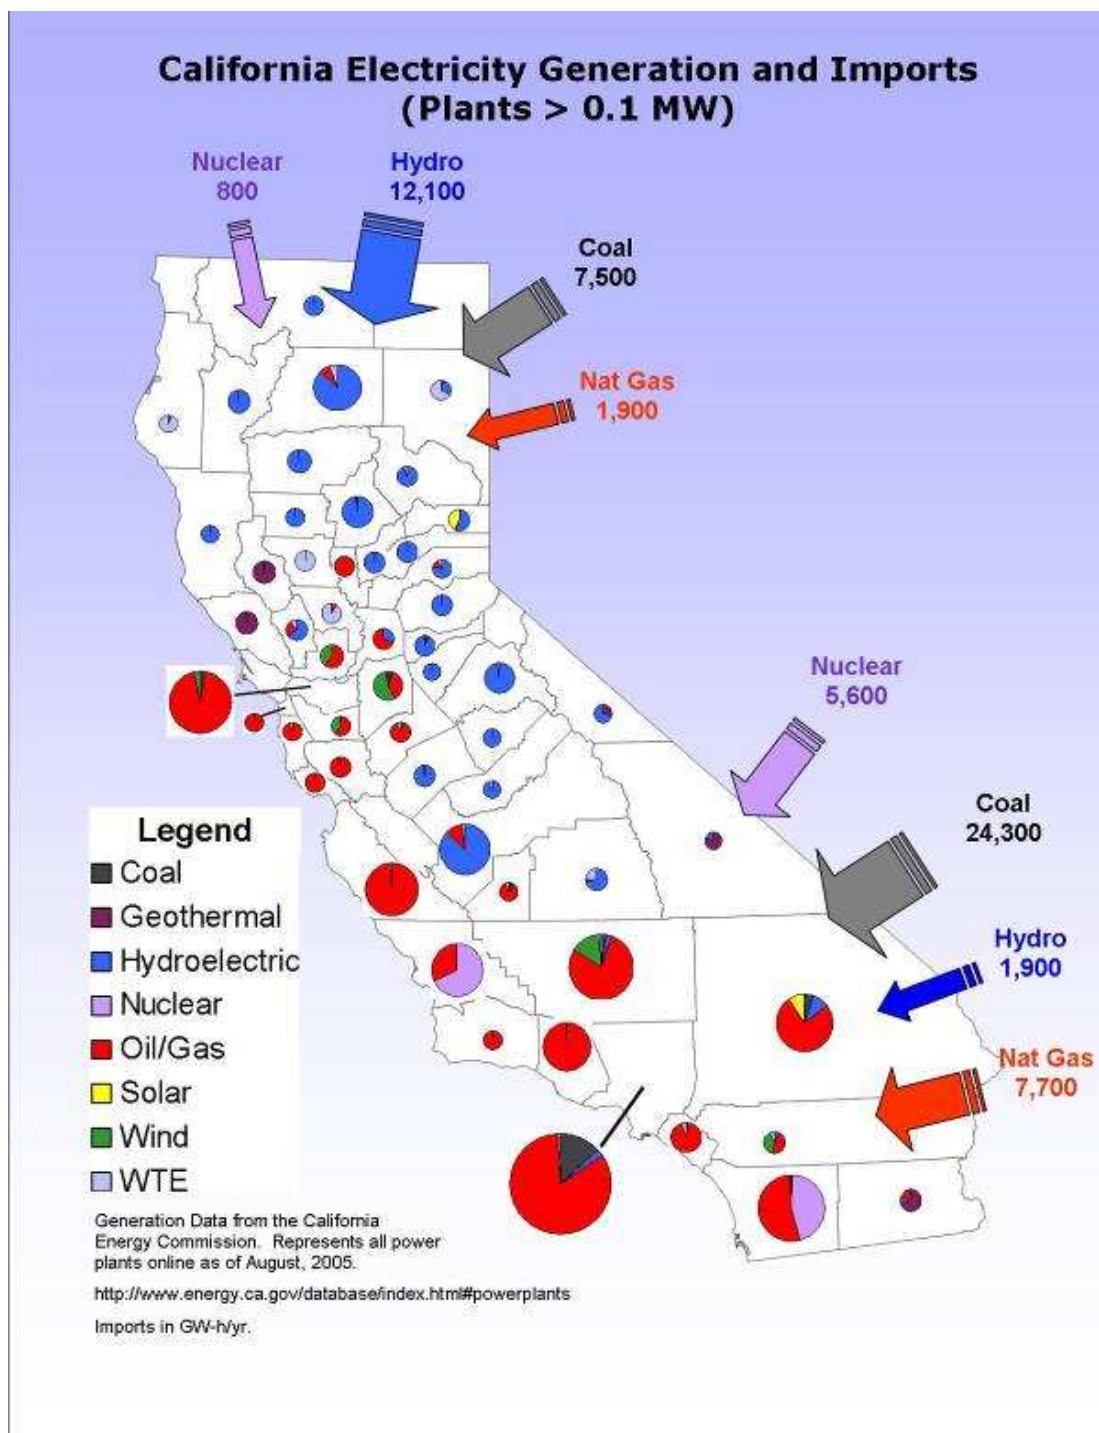 California Electricity Generation and Imports
(Plants > 0.1 MW)
Nuclear
800
Hydro
12,100
Coal
7,500
Nat Gas
1,900
Nuclear
5,600
Coal
24,300
Hydro
1,900
Nat Gas
7,700
Legend
Coal
Geothermal
Hydroelectric
Nuclear
Oil/Gas
Solar
Wind
WTE
Generation Data from the California
Energy Commission. Represents all power
plants online as of August, 2005.
http://www.energy.ca.gov/database/index.html#powerplants
Imports in GW-h/yr.